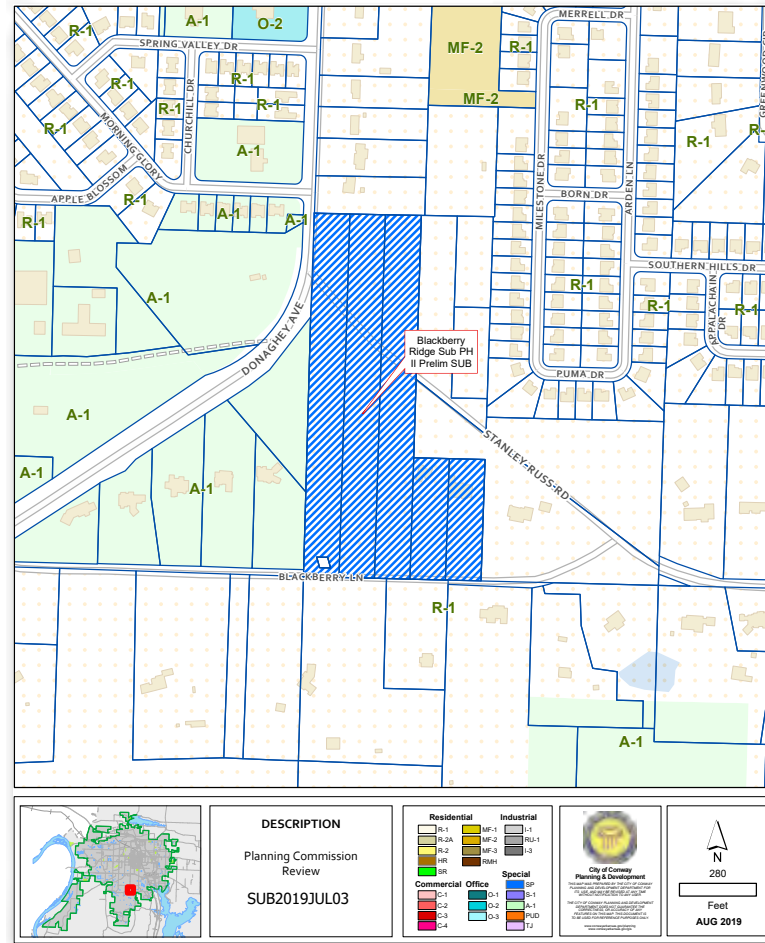 MERRELL DR
A-1
O-2
R-1
SPRING VALLEY DR
MF-2
R-1
R-1
R-1
R-1
MF-2
R-1
R-1
CHURCHILL DR
R-1
MORNING GLORY
A-1
R-1
APPLE BLOSSOM
R-1
MILESTONE DR
BORN DR
ARDEN LN
R-1
A-1
A-1
SOUTHERN HILLS DR
A-1
R-1
R-1
APPALACHAIN
DR
R-1
DONAGHEY AVE
Blackberry
Ridge Sub PH
II Prelim SUB
PUMA DR
A-1
STANLEY-RUSS-RD
A-1
A-1
BLACKBERRY LN
R-1
A-1
DESCRIPTION
Planning Commission
Review
SUB2019JUL03
Residential
R-1
R-2A
R-2
HR
SR
MF-1
MF-2
MF-3
RMH
Industrial
I-1
RU-1
I-3
Commercial
C-1
C-2
C-3
C-4
Office
O-1
O-2
O-3
Special
SP
S-1
A-1
PUD
TJ
City of Conway
Planning & Development
N
280
Feet
AUG 2019